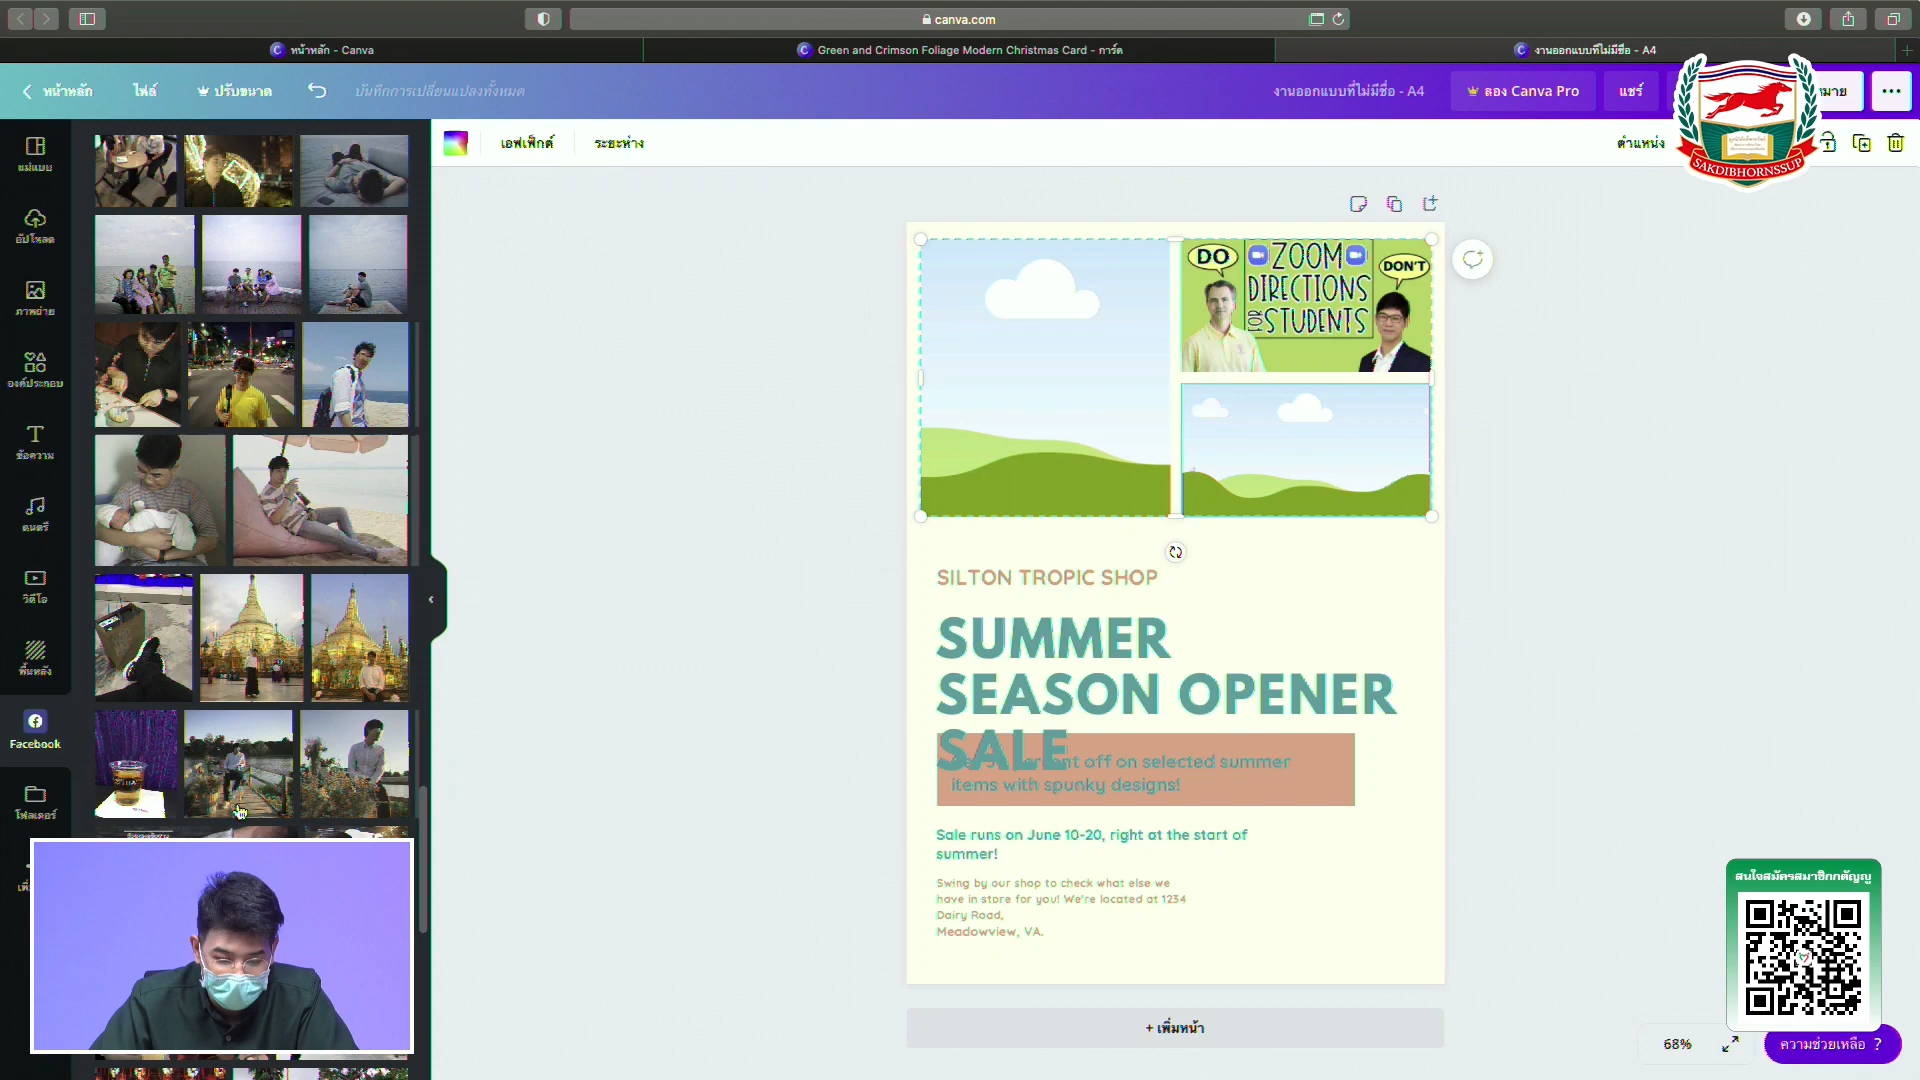 canva.com
หน้าหลัก - Canva
Green and Crimson Foliage Modern Christmas Card - การ์ด
งานออกแบบที่ไม่มีชื่อ - A4
หน้าหลัก
ไฟล์
ปรับขนาด
บันทึกการเปลี่ยนแปลงทั้งหมด
งานออกแบบที่ไม่มีชื่อ - A4
ลอง Canva Pro
แชร์
เอฟเฟ็กต์
ระยะห่าง
ตำแหน่ง
SAKDIBHORNSSUP
แม่แบบ
อัปโหลด
ภาพถ่าย
องค์ประกอบ
ข้อความ
ดนตรี
วิดีโอ
พื้นหลัง
Facebook
โฟลเดอร์
DO
ZOOM
DON'T
DIRECTIONS
FOR
STUDENTS
SILTON TROPIC SHOP
SUMMER
SEASON OPENER
SALE
off on selected summer
items with spunky designs!
Sale runs on June 10-20, right at the start of
summer!
Swing by our shop to check what else we
have in store for you! We're located at 1234
Dairy Road,
Meadowview, VA.
+ เพิ่มหน้า
สนใจสมัครสมาชิกกตัญญู
68%
ความช่วยเหลือ ?